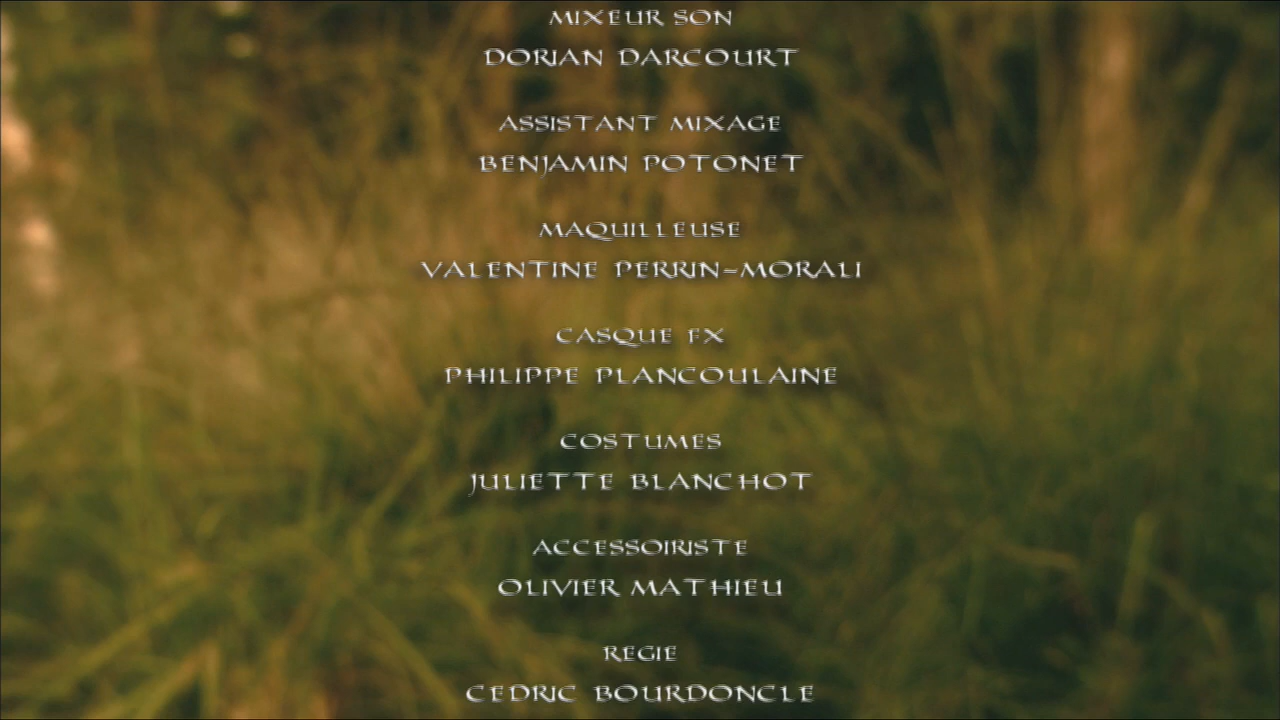 MIXEUR SON
DORIAN DARCOURT
ASSISTANT MIXAGE
BENJAMIN POTONET
MAQUILLEUSE
VALENTINE PERRIN-MORALI
CASQUE FX
PHILIPPE PLANCOULAINE
COSTUMES
JULIETTE BLANCHOT
ACCESSOIRISTE
OLIVIER MATHIEU
REGIE
CEDRIC BOURDONCLE